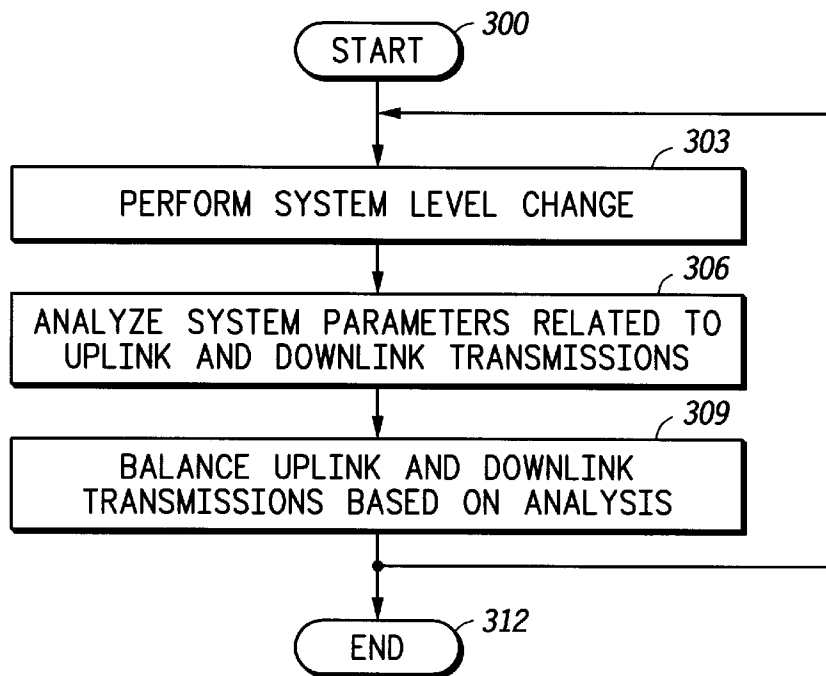 300
START
303
PERFORM SYSTEM LEVEL CHANGE
306
ANALYZE SYSTEM PARAMETERS RELATED TO
UPLINK AND DOWNLINK TRANSMISSIONS
309
BALANCE UPLINK AND DOWNLINK
TRANSMISSIONS BASED ON ANALYSIS
312
END